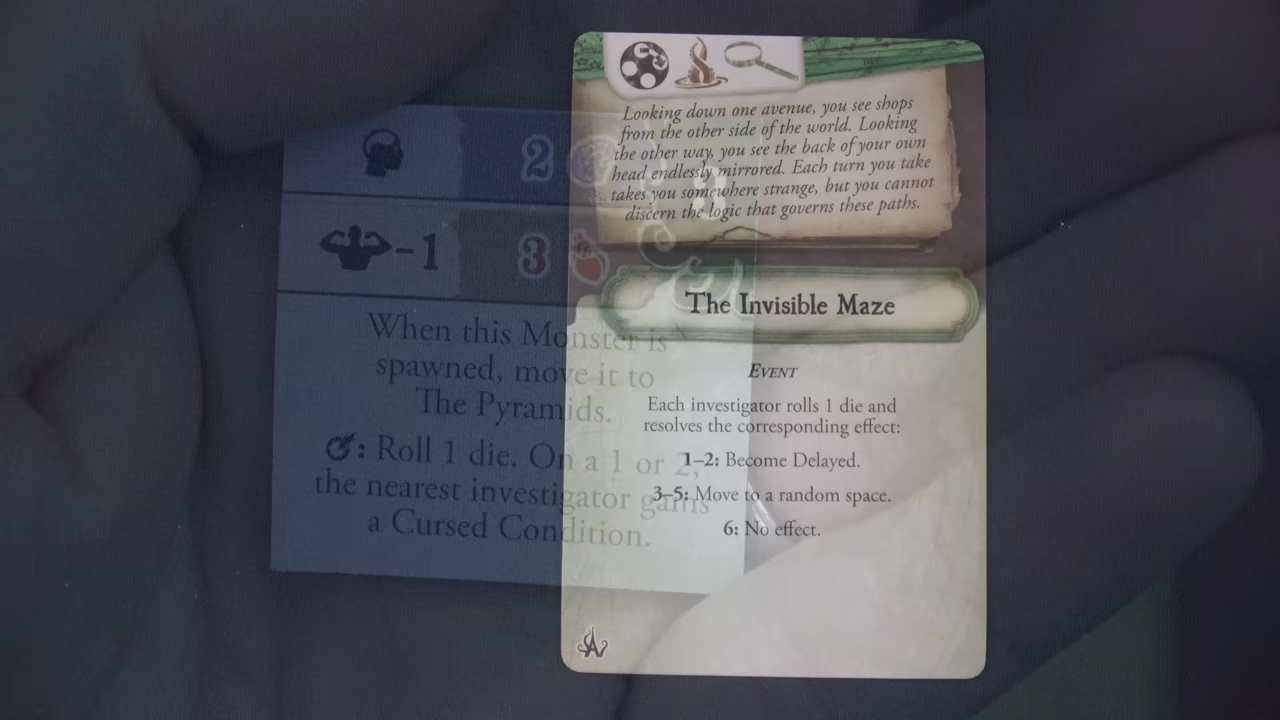 Looking down one avenue, you see shops
from the other side of the world. Looking
the other way, you see the back of your own
head endlessly mirrored. Each turn you take
takes you somewhere strange, but you cannot
discern the logic that governs these paths.
The Invisible Maze
EVENT
Each investigator rolls 1 die and
resolves the corresponding effect:
1–2: Become Delayed.
3–5: Move to a random space.
6: No effect.
2
-1
3
When this Monster is
spawned, move it to
The Pyramids.
: Roll 1 die. On a 1 or 2,
the nearest investigator gains
a Cursed Condition.